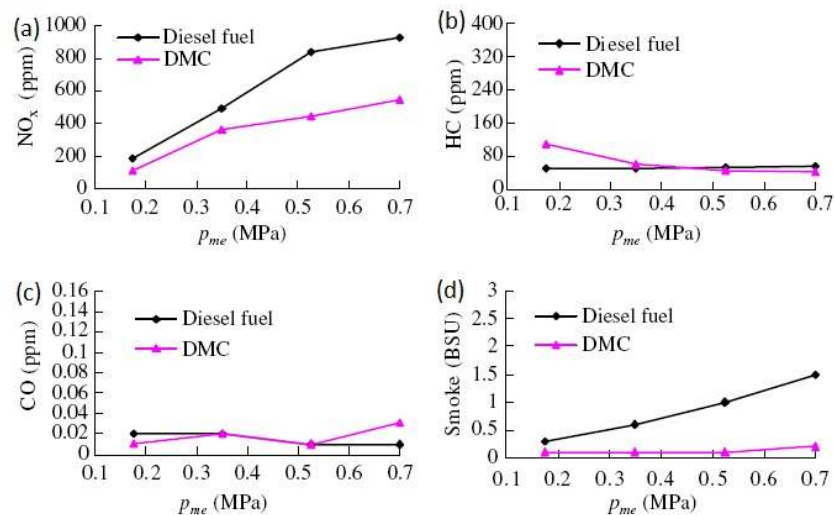 (a)
1000
800
600
400
200
0
NOx (ppm)
Diesel fuel
DMC
0.1 0.2 0.3 0.4 0.5 0.6 0.7
pme (MPa)
(b)
400
320
240
160
80
0
HC (ppm)
Diesel fuel
DMC
0.1 0.2 0.3 0.4 0.5 0.6 0.7
pme (MPa)
(c)
0.16
0.14
0.12
0.1
0.08
0.06
0.04
0.02
0
CO (ppm)
Diesel fuel
DMC
0.1 0.2 0.3 0.4 0.5 0.6 0.7
pme (MPa)
(d)
3
2.5
2
1.5
1
0.5
0
Smoke (BSU)
Diesel fuel
DMC
0.1 0.2 0.3 0.4 0.5 0.6 0.7
pme (MPa)